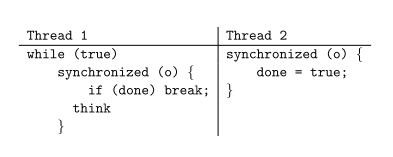 Thread 1 Thread 2
while (true) synchronized (o) {
synchronized (o) { done = true;
if (done) break; }
think
}